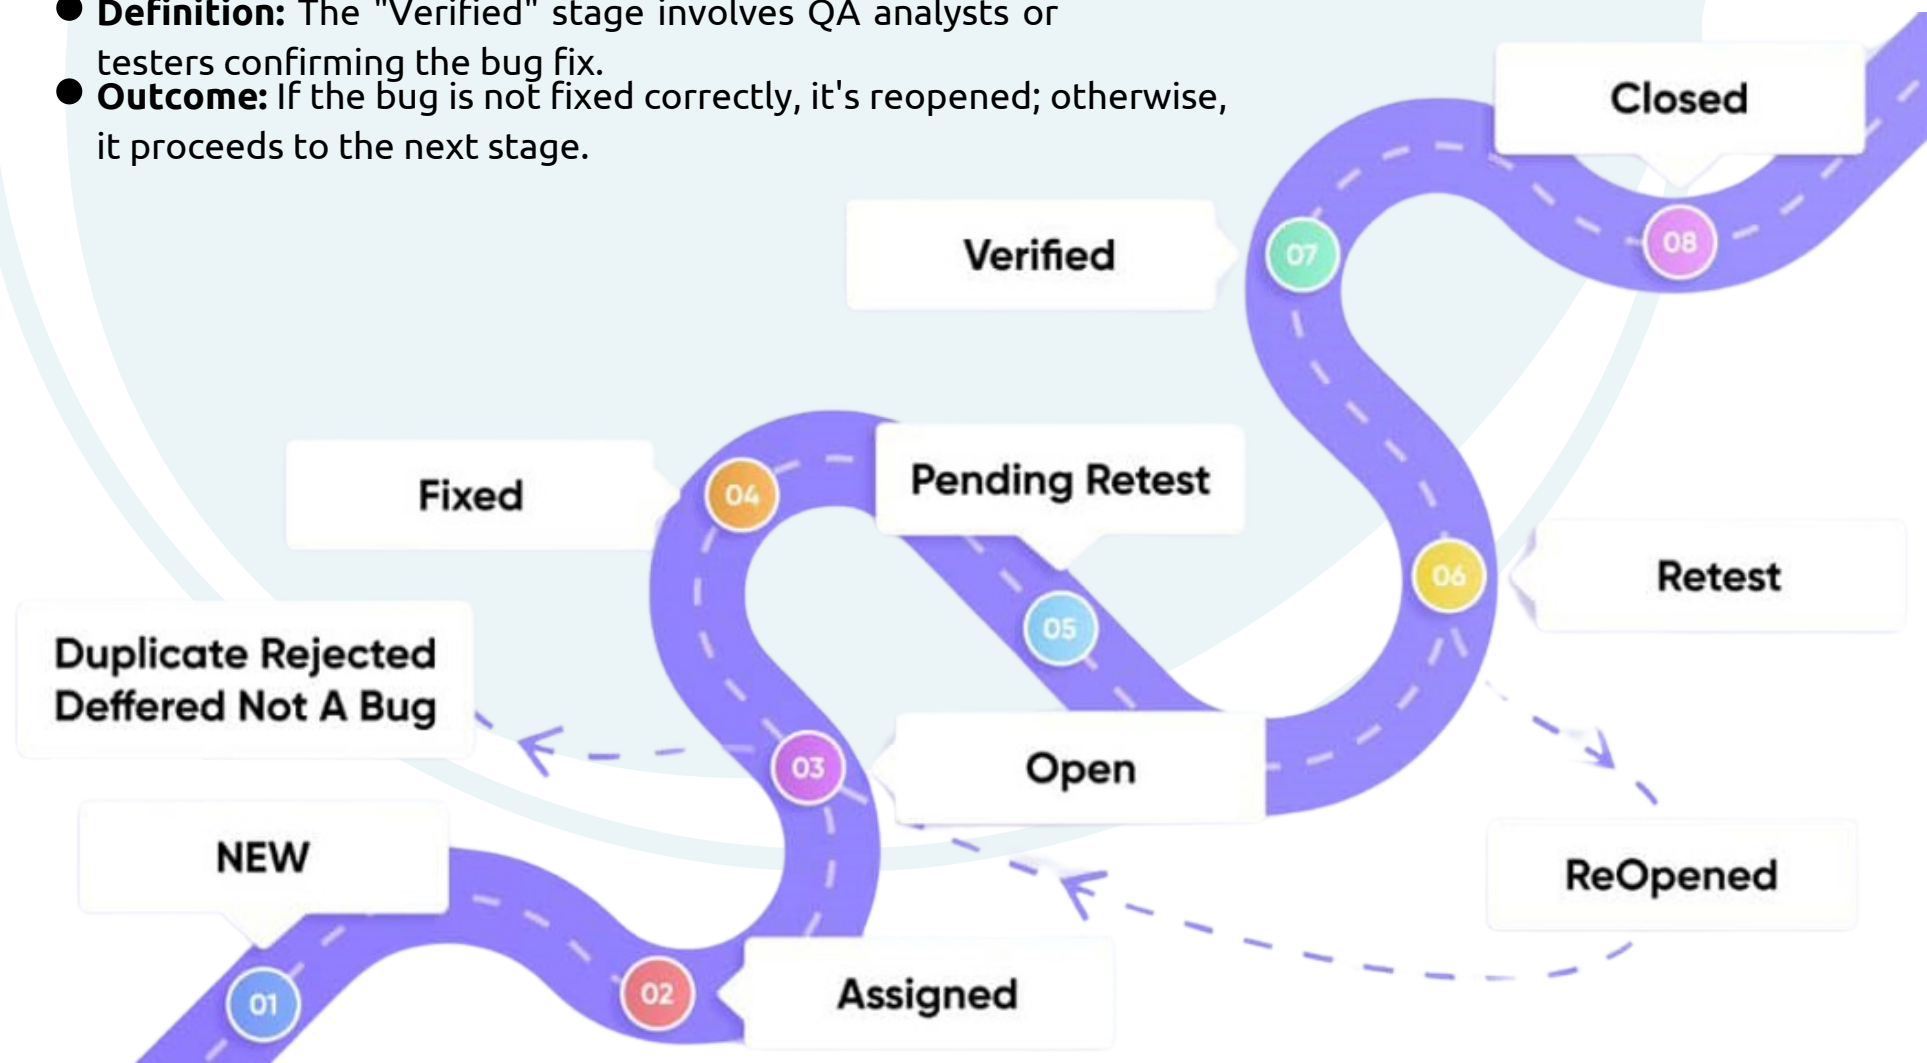 ● Definition: The "Verified" stage involves QA analysts or
testers confirming the bug fix.
● Outcome: If the bug is not fixed correctly, it's reopened; otherwise,
it proceeds to the next stage.
Closed
08
Verified
07
Pending Retest
Fixed
04
05
06
Retest
Duplicate Rejected
Deffered Not A Bug
03
Open
NEW
ReOpened
01
02
Assigned